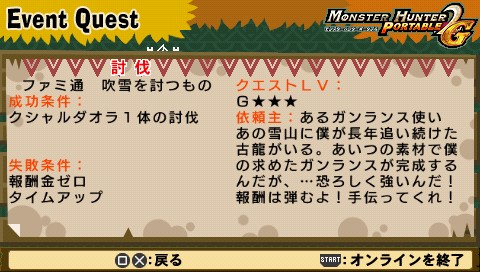 Event Quest
MONSTER HUNTER
PORTABLE 2nd G
討伐
ファミ通　吹雪を討つもの
成功条件：
クシャルダオラ１体の討伐
失敗条件：
報酬金ゼロ
タイムアップ
クエストＬＶ：
Ｇ★★★
依頼主：あるガンランス使い
あの雪山に僕が長年追い続けた
古龍がいる。あいつの素材で僕
の求めたガンランスが完成する
んだが、…恐ろしく強いんだ！
報酬は弾むよ！手伝ってくれ！
□×:戻る
START:オンラインを終了